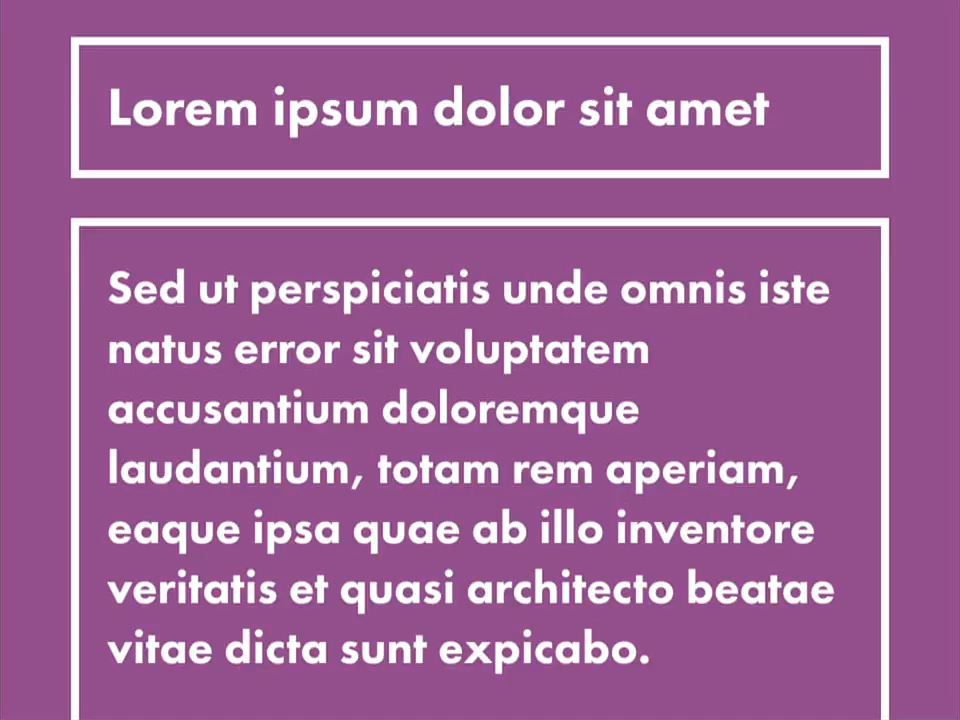 Lorem ipsum dolor sit amet
Sed ut perspiciatis unde omnis iste
natus error sit voluptatem
accusantium doloremque
laudantium, totam rem aperiam,
eaque ipsa quae ab illo inventore
veritatis et quasi architecto beatae
vitae dicta sunt expicabo.